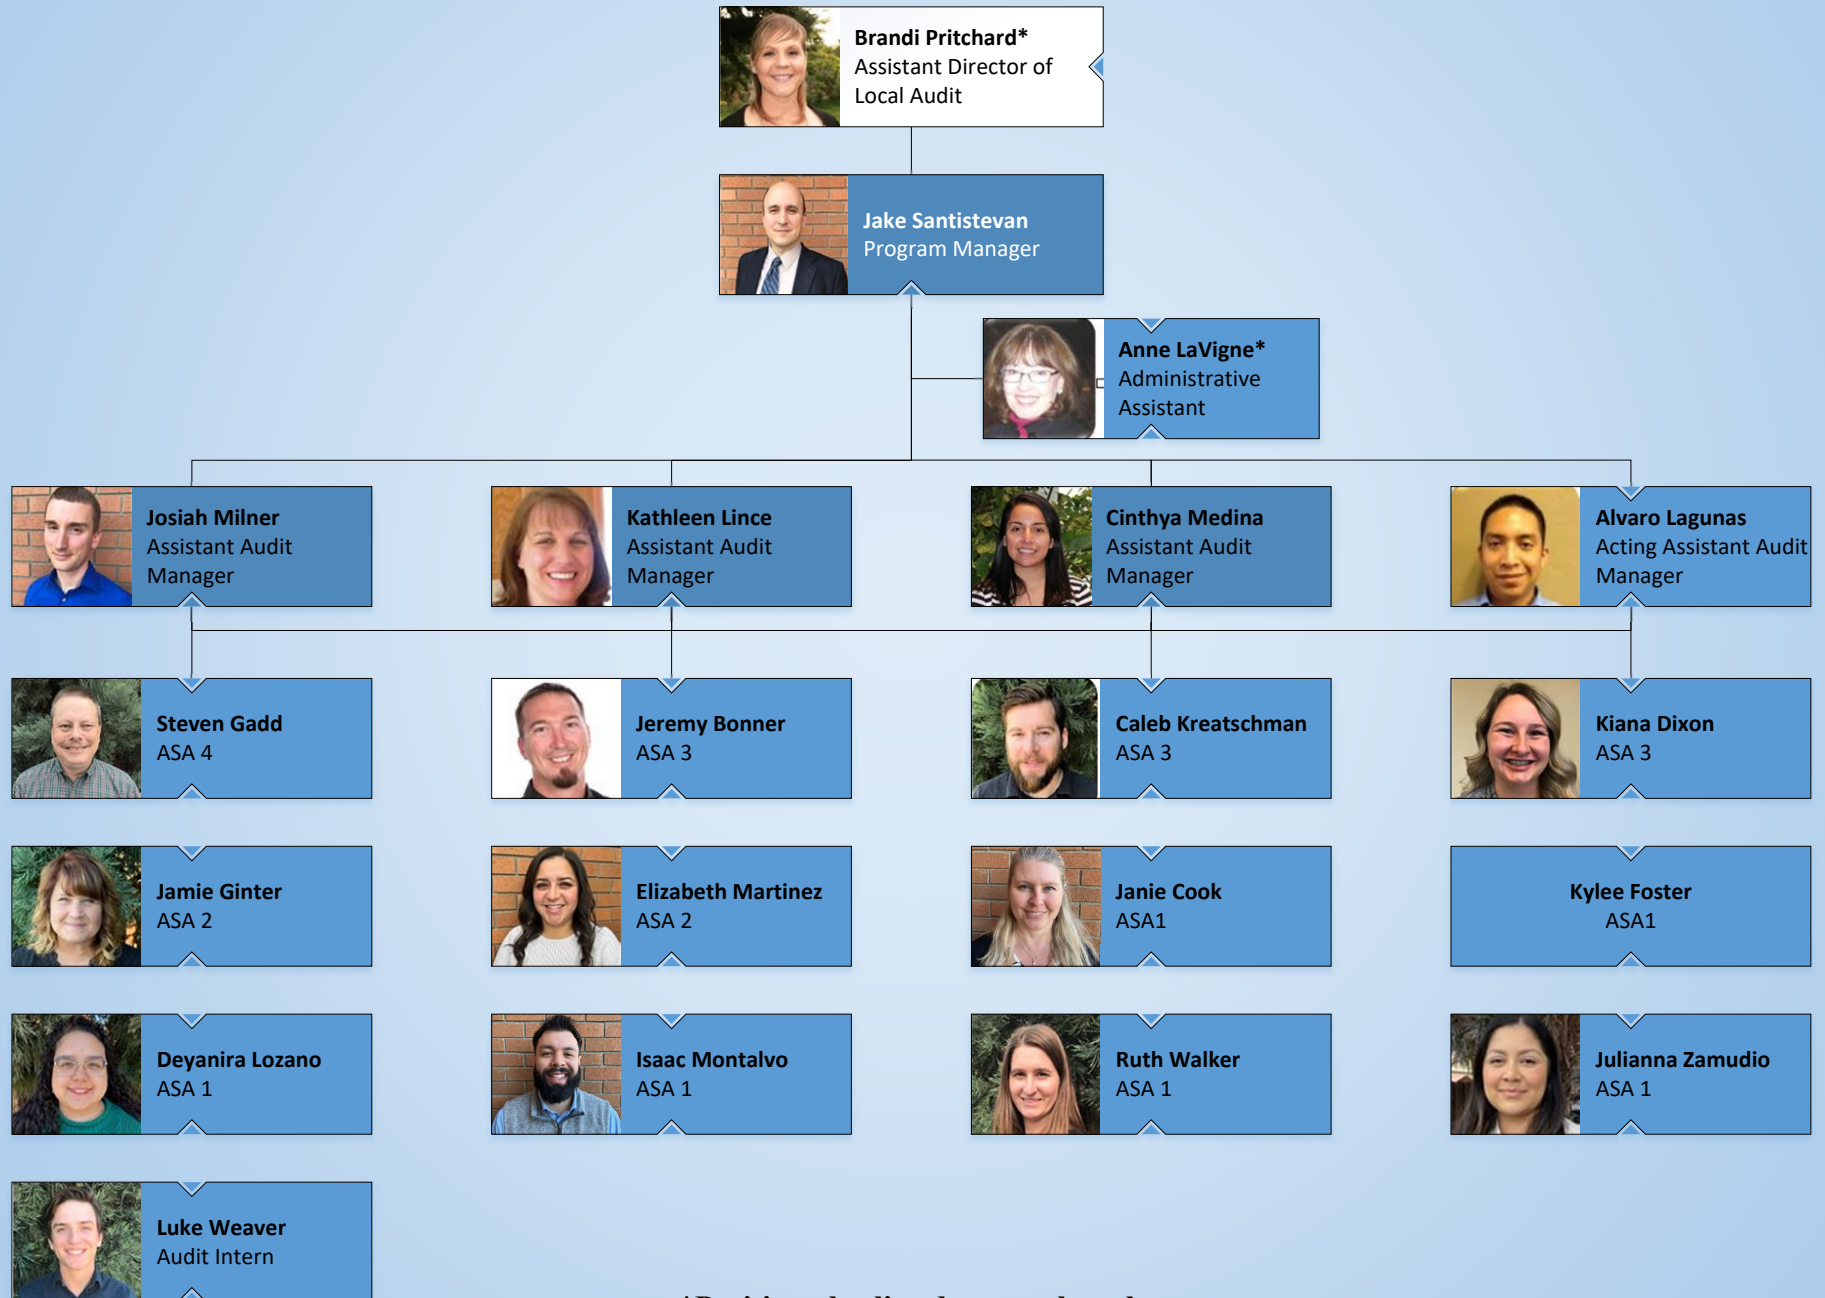 Brandi Pritchard*
Assistant Director of
Local Audit
Jake Santistevan
Program Manager
Anne LaVigne*
Administrative
Assistant
Josiah Milner
Assistant Audit
Manager
Kathleen Lince
Assistant Audit
Manager
Cinthya Medina
Assistant Audit
Manager
Alvaro Lagunas
Acting Assistant Audit
Manager
Steven Gadd
ASA 4
Jeremy Bonner
ASA 3
Caleb Kreatschman
ASA 3
Kiana Dixon
ASA 3
Jamie Ginter
ASA 2
Elizabeth Martinez
ASA 2
Janie Cook
ASA1
Kylee Foster
ASA1
Deyanira Lozano
ASA 1
Isaac Montalvo
ASA 1
Ruth Walker
ASA 1
Julianna Zamudio
ASA 1
Luke Weaver
Audit Intern